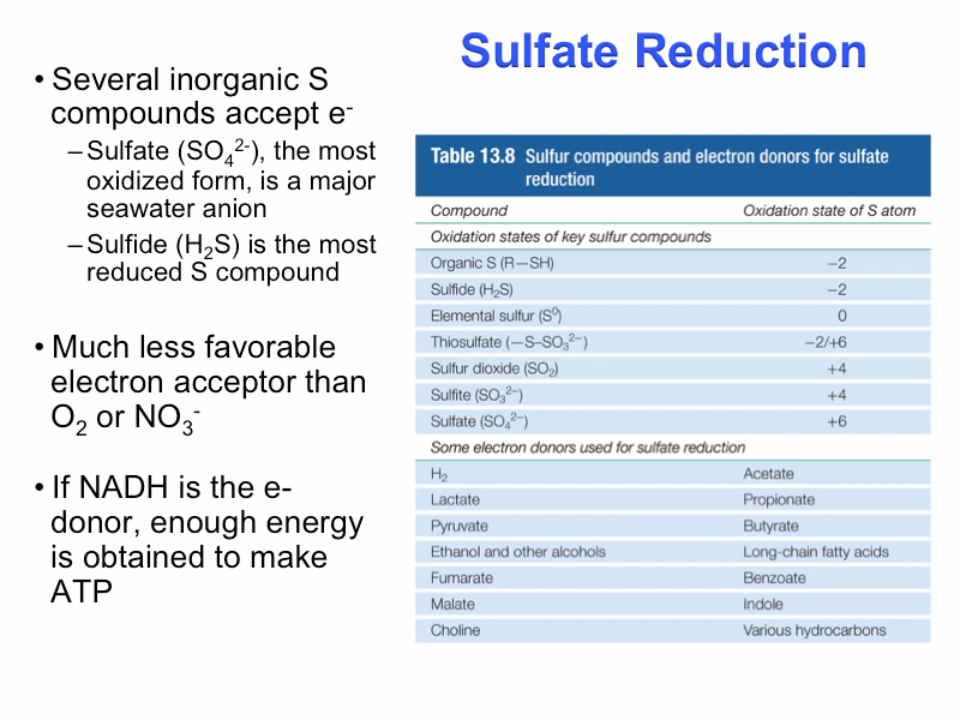 Sulfate Reduction
• Several inorganic S
compounds accept e⁻
– Sulfate (SO₄²⁻), the most
oxidized form, is a major
seawater anion
– Sulfide (H₂S) is the most
reduced S compound
• Much less favorable
electron acceptor than
O₂ or NO₃⁻
• If NADH is the e-
donor, enough energy
is obtained to make
ATP
Table 13.8 Sulfur compounds and electron donors for sulfate
reduction
Compound Oxidation state of S atom
Oxidation states of key sulfur compounds
Organic S (R—SH) −2
Sulfide (H₂S) −2
Elemental sulfur (S⁰) 0
Thiosulfate (—S–SO₃²⁻) −2/+6
Sulfur dioxide (SO₂) +4
Sulfite (SO₃²⁻) +4
Sulfate (SO₄²⁻) +6
Some electron donors used for sulfate reduction
H₂ Acetate
Lactate Propionate
Pyruvate Butyrate
Ethanol and other alcohols Long-chain fatty acids
Fumarate Benzoate
Malate Indole
Choline Various hydrocarbons